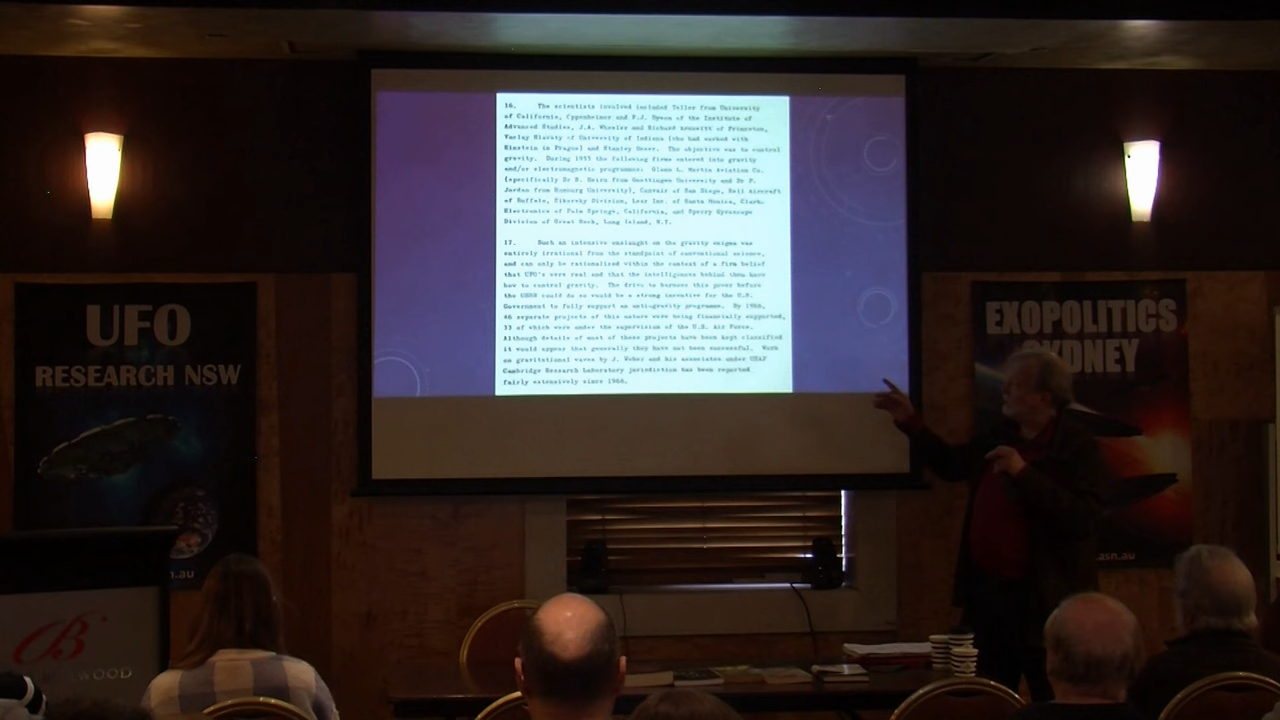 16. The scientists involved included Teller from University
of California, Oppenheimer and F.J. Dyson of the Institute of
Advanced Studies, J.A. Wheeler and Richard Arnowitt of Princeton,
Vaclav Hlavaty of University of Indiana (who had worked with
Einstein in Prague) and Stanley Deser. The objective was to control
gravity. During 1955 the following firms entered into gravity
and/or electromagnetic programmes: Glenn L. Martin Aviation Co.
(specifically Dr B. Heim from Goettingen University and Dr P.
Jordan from Hamburg University), Convair of San Diego, Bell Aircraft
of Buffalo, Sikorsky Division, Lear Inc. of Santa Monica, Clark
Electronics of Palm Springs, California, and Sperry Gyroscope
Division of Great Neck, Long Island, N.Y.
17. Such an intensive onslaught on the gravity enigma was
entirely irrational from the standpoint of conventional science,
and can only be rationalized within the context of a firm belief
that UFO's were real and that the intelligences behind them knew
how to control gravity. The drive to harness this power before
the USSR could do so would be a strong incentive for the U.S.
Government to fully support an anti-gravity programme. By 1966,
46 separate projects of this nature were being financially supported,
33 of which were under the supervision of the U.S. Air Force.
Although details of most of these projects have been kept classified
it would appear that generally they have not been successful. Work
on gravitational waves by J. Weber and his associates under USAF
Cambridge Research Laboratory jurisdiction has been reported
fairly extensively since 1966.
UFO
RESEARCH NSW
EXOPOLITICS
SYDNEY
.au
asn.au
B
WOOD